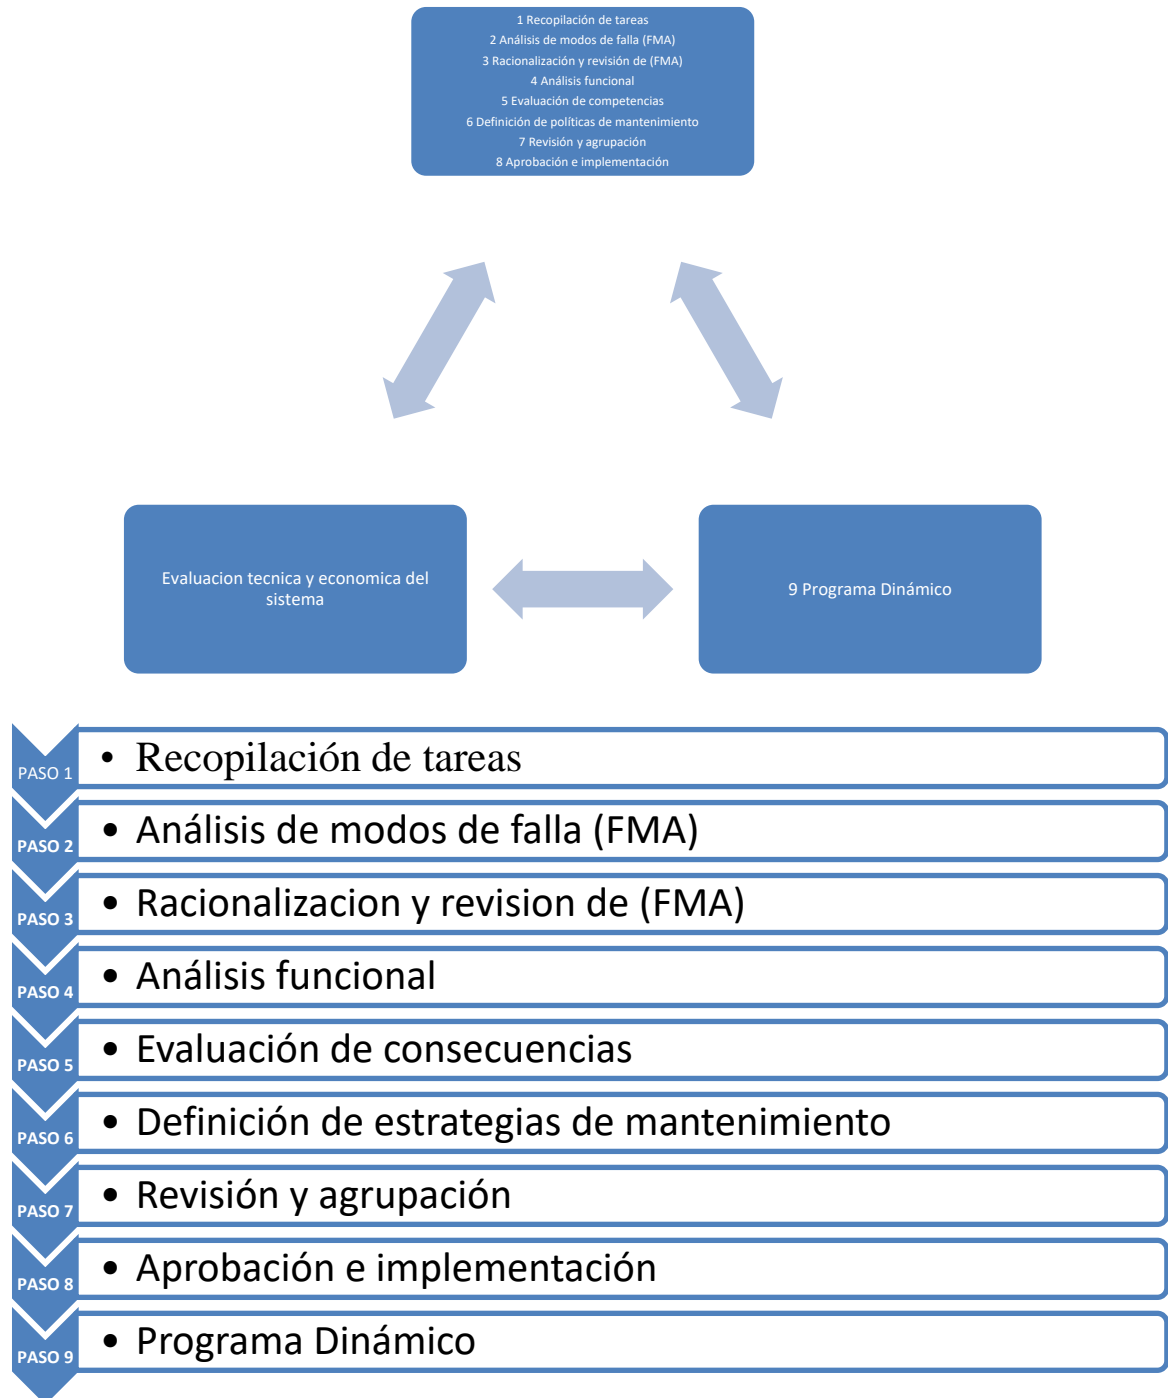 1 Recopilación de tareas
2 Análisis de modos de falla (FMA)
3 Racionalización y revisión de (FMA)
4 Análisis funcional
5 Evaluación de competencias
6 Definición de políticas de mantenimiento
7 Revisión y agrupación
8 Aprobación e implementación
Evaluacion tecnica y economica del
sistema
9 Programa Dinámico
PASO 1
• Recopilación de tareas
PASO 2
• Análisis de modos de falla (FMA)
PASO 3
• Racionalizacion y revision de (FMA)
PASO 4
• Análisis funcional
PASO 5
• Evaluación de consecuencias
PASO 6
• Definición de estrategias de mantenimiento
PASO 7
• Revisión y agrupación
PASO 8
• Aprobación e implementación
PASO 9
• Programa Dinámico